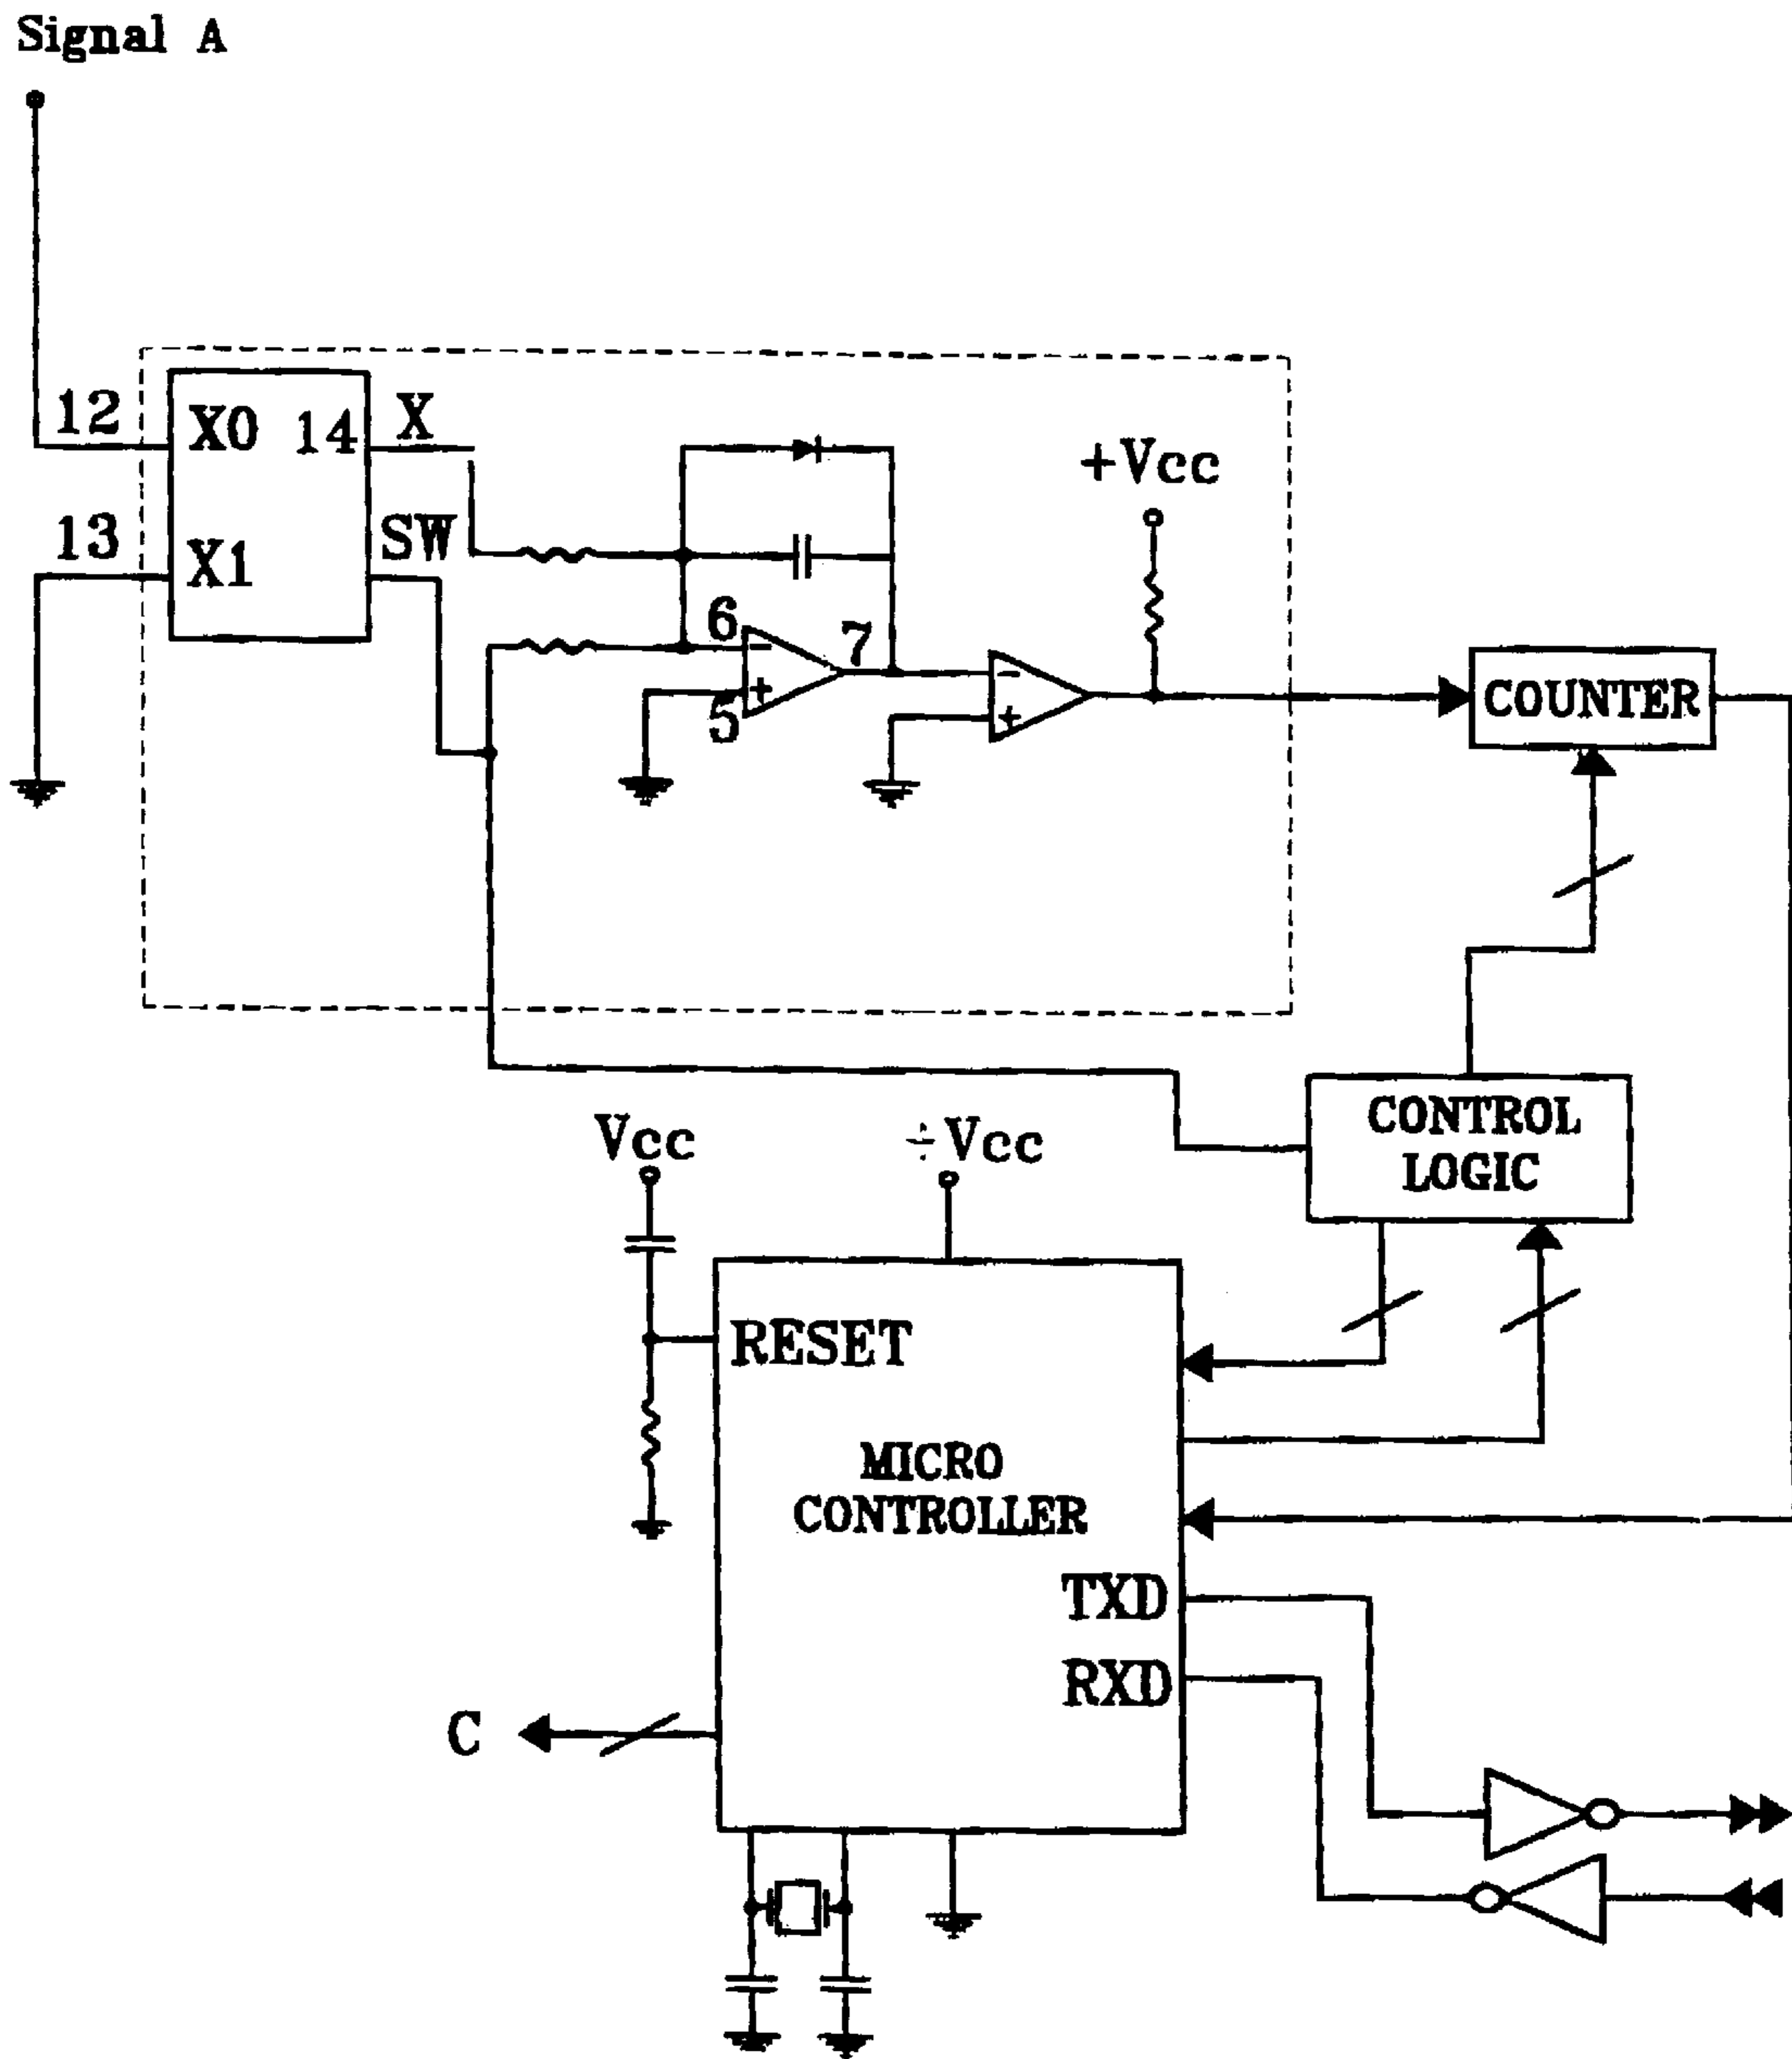 Signal A
12
X0 14
X
13
X1
SW
+Vcc
6
7
5
COUNTER
CONTROL
LOGIC
Vcc
+Vcc
RESET
MICRO
CONTROLLER
TXD
RXD
C